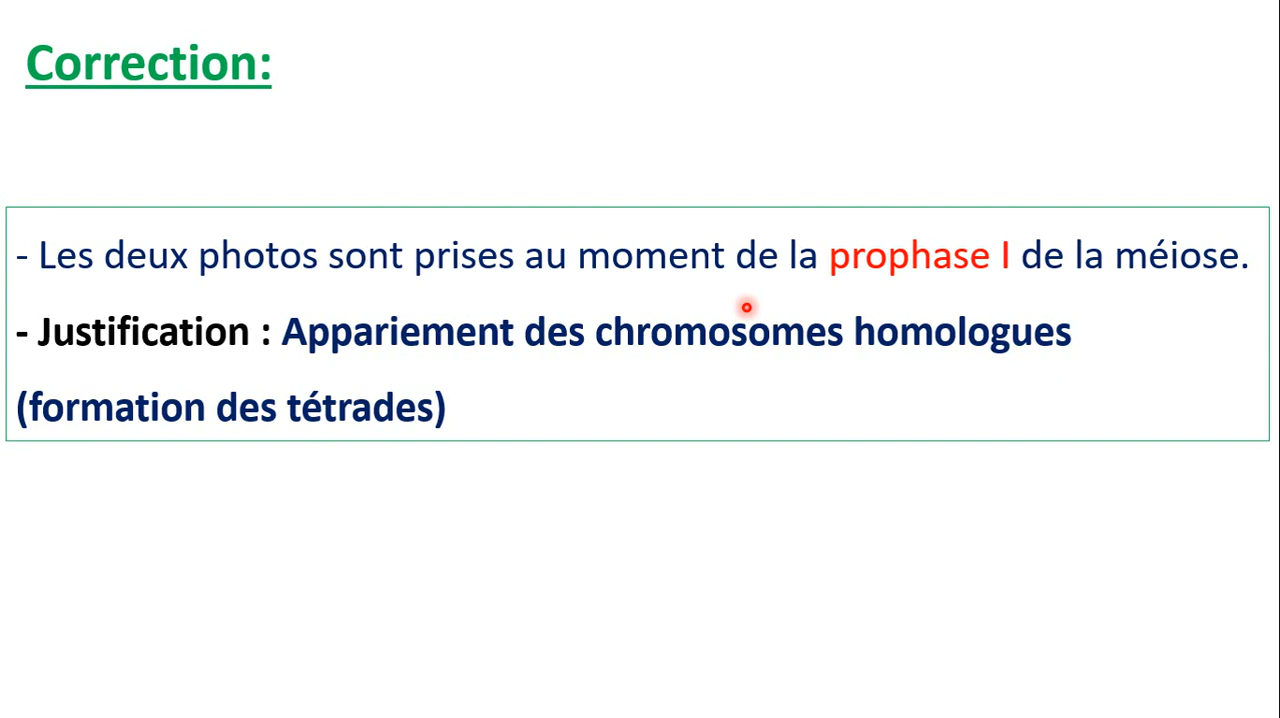 Correction:
- Les deux photos sont prises au moment de la prophase I de la méiose.
- Justification : Appariement des chromosomes homologues
(formation des tétrades)